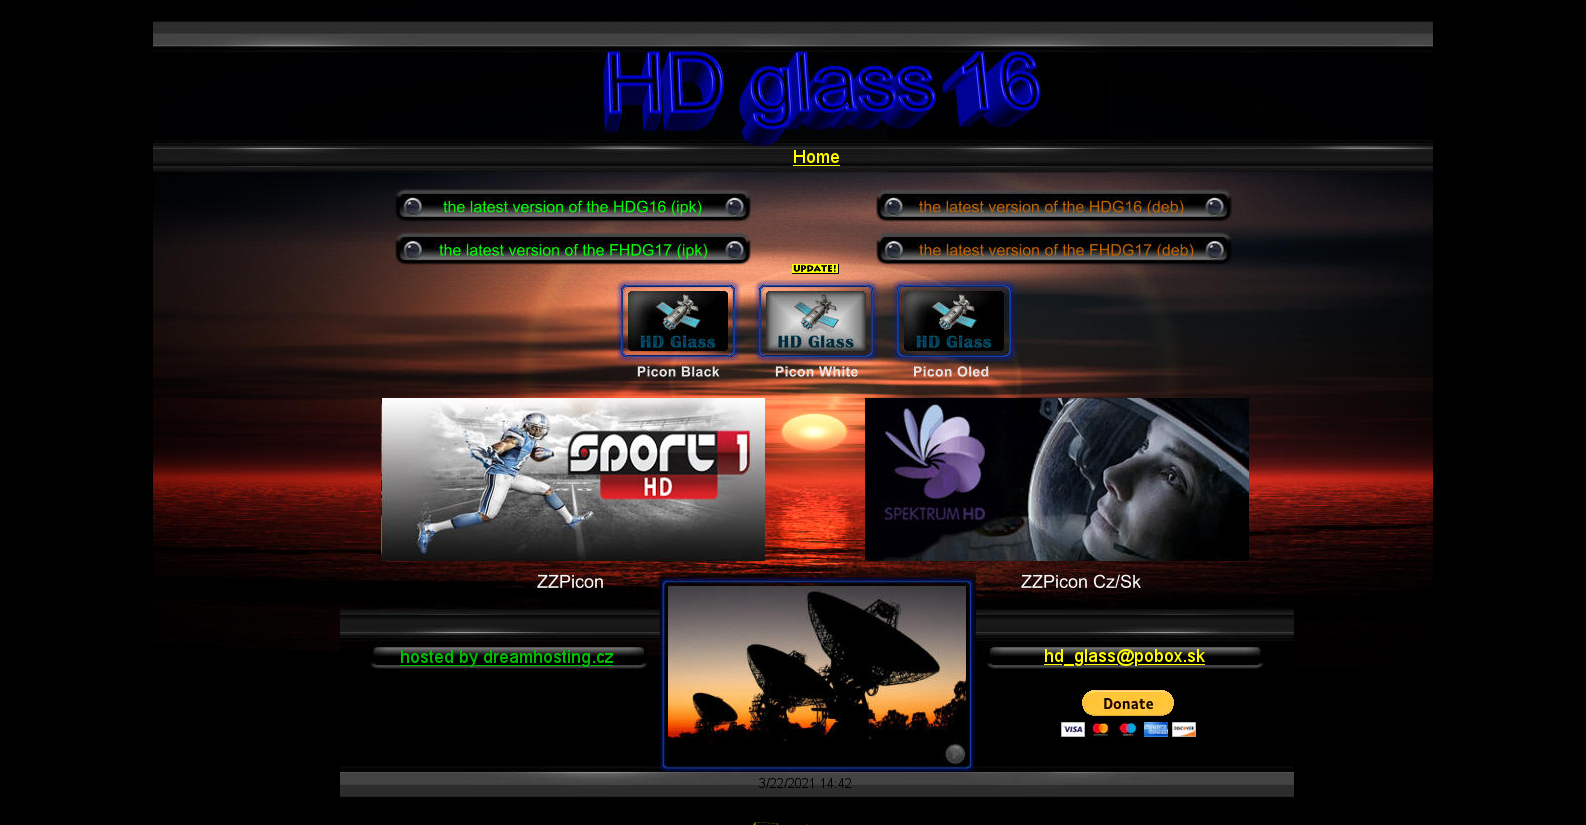 HD glass 16
Home
the latest version of the HDG16 (ipk)
the latest version of the HDG16 (deb)
the latest version of the FHDG17 (ipk)
the latest version of the FHDG17 (deb)
UPDATE!
HD Glass
HD Glass
HD Glass
Picon Black
Picon White
Picon Oled
SPORT 1
HD
SPEKTRUM HD
ZZPicon
ZZPicon Cz/Sk
hosted by dreamhosting.cz
hd_glass@pobox.sk
Donate
VISA
DISCOVER
3/22/2021 14:42